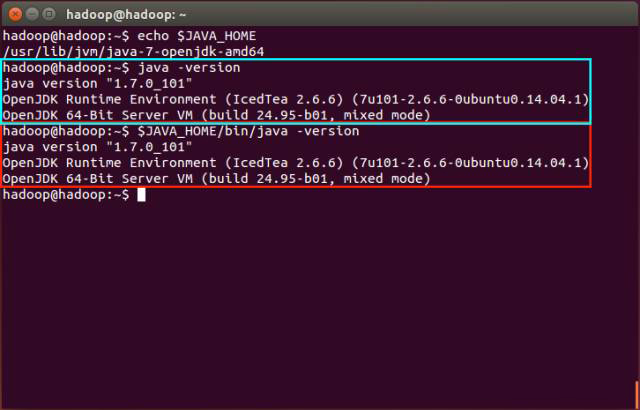 hadoop@hadoop: ~
hadoop@hadoop:~$ echo $JAVA_HOME
/usr/lib/jvm/java-7-openjdk-amd64
hadoop@hadoop:~$ java -version
java version "1.7.0_101"
OpenJDK Runtime Environment (IcedTea 2.6.6) (7u101-2.6.6-0ubuntu0.14.04.1)
OpenJDK 64-Bit Server VM (build 24.95-b01, mixed mode)
hadoop@hadoop:~$ $JAVA_HOME/bin/java -version
java version "1.7.0_101"
OpenJDK Runtime Environment (IcedTea 2.6.6) (7u101-2.6.6-0ubuntu0.14.04.1)
OpenJDK 64-Bit Server VM (build 24.95-b01, mixed mode)
hadoop@hadoop:~$